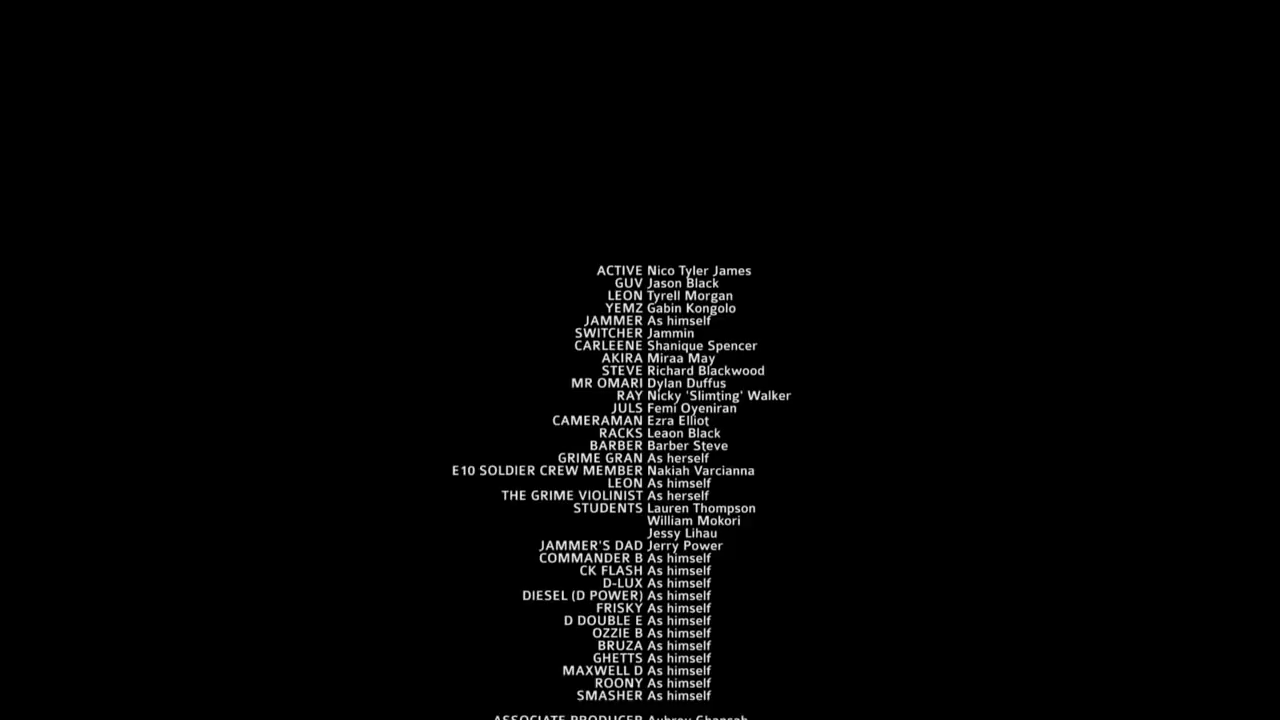 ACTIVE Nico Tyler James
GUV Jason Black
LEON Tyrell Morgan
YEMZ Gabin Kongolo
JAMMER As himself
SWITCHER Jammin
CARLEENE Shanique Spencer
AKIRA Miraa May
STEVE Richard Blackwood
MR OMARI Dylan Duffus
RAY Nicky 'Slimting' Walker
JULS Femi Oyeniran
CAMERAMAN Ezra Elliot
RACKS Leaon Black
BARBER Barber Steve
GRIME GRAN As herself
E10 SOLDIER CREW MEMBER Nakiah Varcianna
LEON As himself
THE GRIME VIOLINIST As herself
STUDENTS Lauren Thompson
William Mokori
Jessy Lihau
JAMMER'S DAD Jerry Power
COMMANDER B As himself
CK FLASH As himself
D-LUX As himself
DIESEL (D POWER) As himself
FRISKY As himself
D DOUBLE E As himself
OZZIE B As himself
BRUZA As himself
GHETTS As himself
MAXWELL D As himself
ROONY As himself
SMASHER As himself
ASSOCIATE PRODUCER